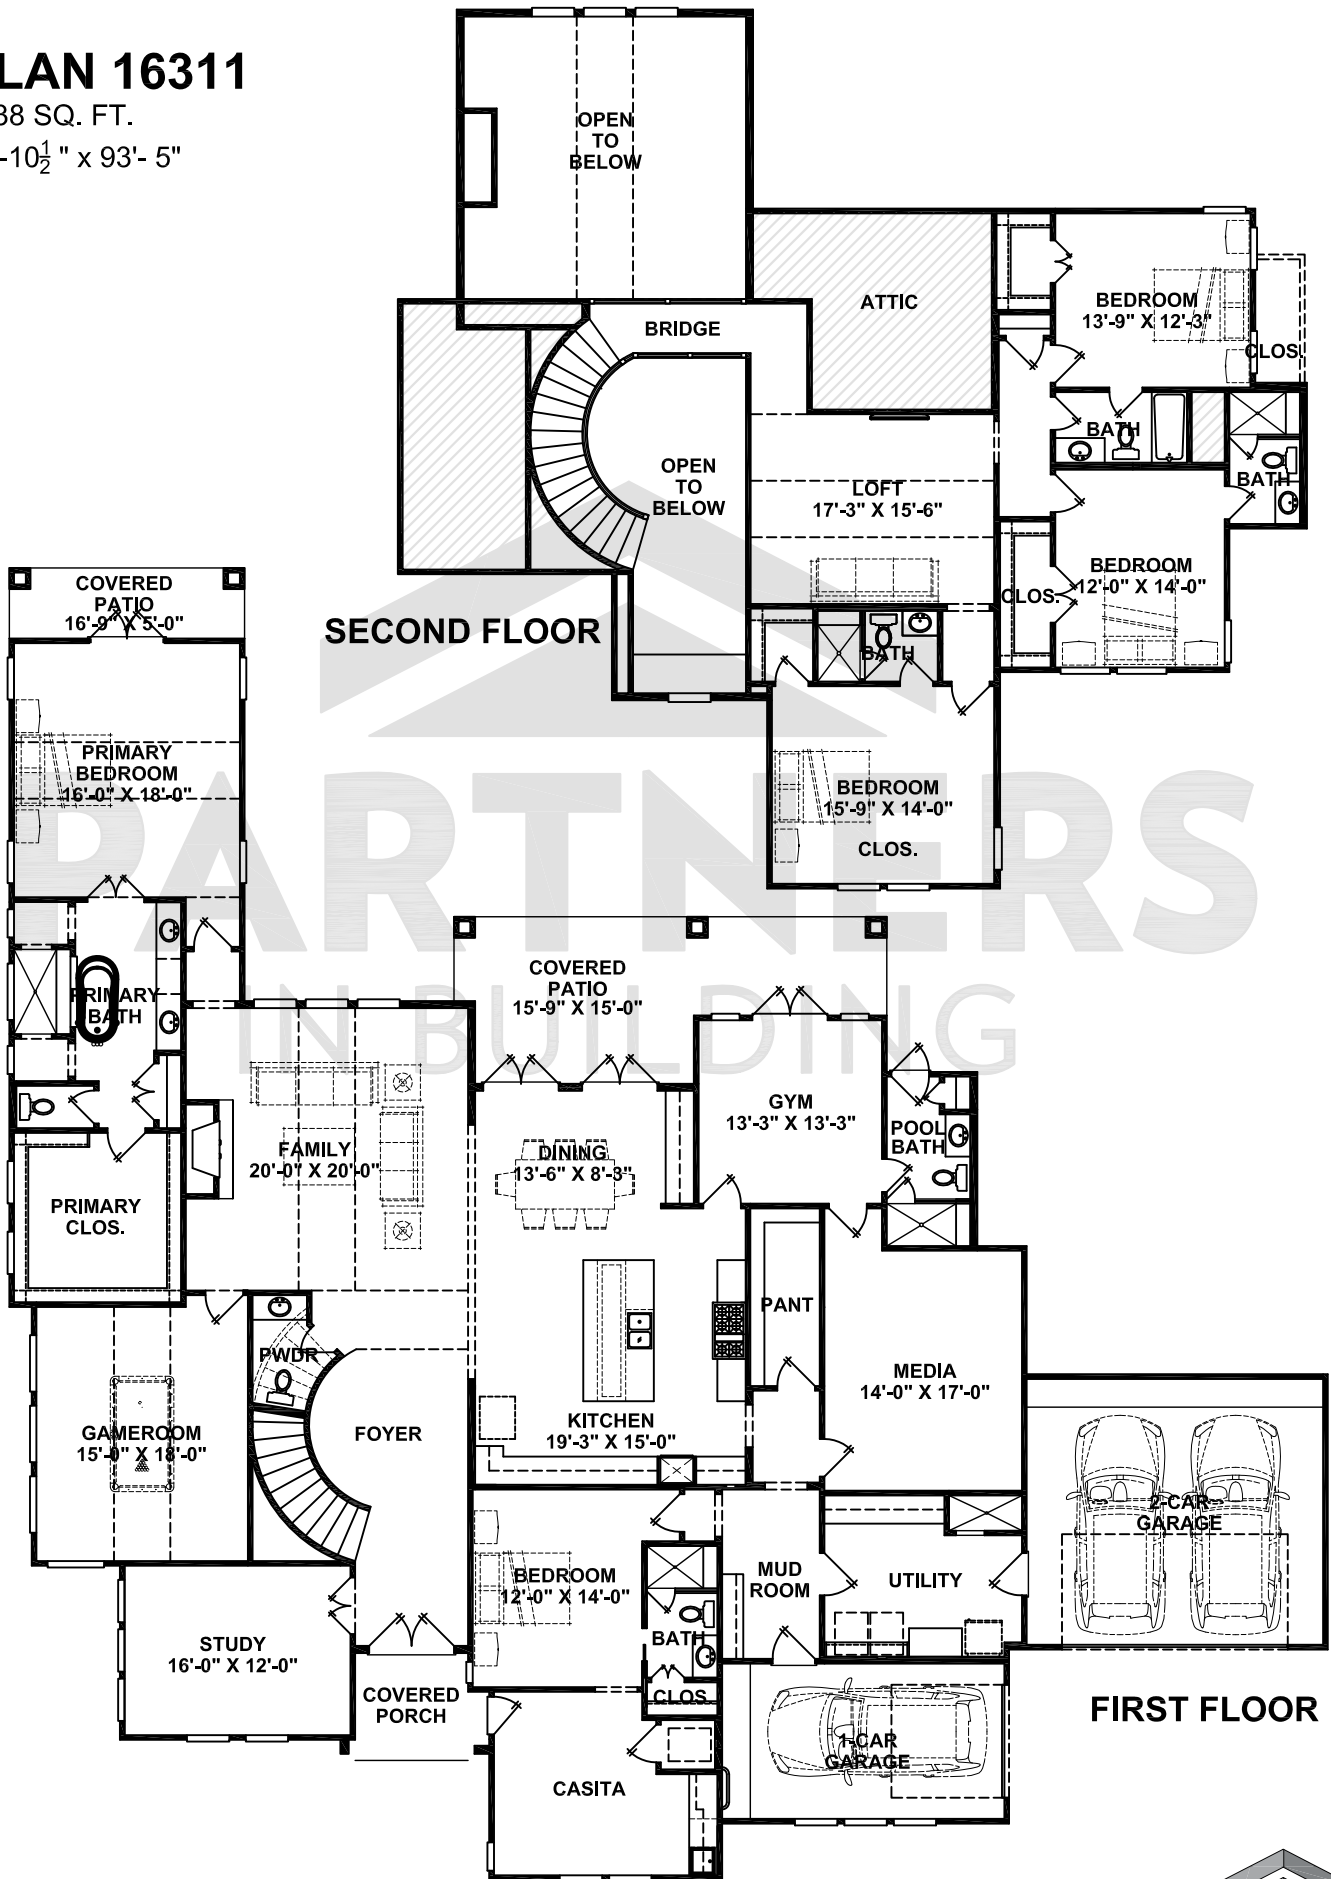 LAN 16311
38 SQ. FT.
-10½" x 93'- 5"
OPEN
TO
BELOW
ATTIC
BRIDGE
BEDROOM
13'-9" X 12'-3"
CLOS.
BATH
BATH
OPEN
TO
BELOW
LOFT
17'-3" X 15'-6"
BEDROOM
12'-0" X 14'-0"
CLOS.
SECOND FLOOR
BATH
BEDROOM
15'-9" X 14'-0"
CLOS.
COVERED
PATIO
16'-9" X 5'-0"
PRIMARY
BEDROOM
16'-0" X 18'-0"
PARTNERS
IN BUILDING
PRIMARY
BATH
COVERED
PATIO
15'-9" X 15'-0"
GYM
13'-3" X 13'-3"
POOL
BATH
FAMILY
20'-0" X 20'-0"
DINING
13'-6" X 8'-3"
PRIMARY
CLOS.
PANT
PWDR
MEDIA
14'-0" X 17'-0"
GAMEROOM
15'-0" X 18'-0"
FOYER
KITCHEN
19'-3" X 15'-0"
2-CAR
GARAGE
BEDROOM
12'-0" X 14'-0"
MUD
ROOM
UTILITY
BATH
CLOS.
STUDY
16'-0" X 12'-0"
COVERED
PORCH
FIRST FLOOR
1-CAR
GARAGE
CASITA